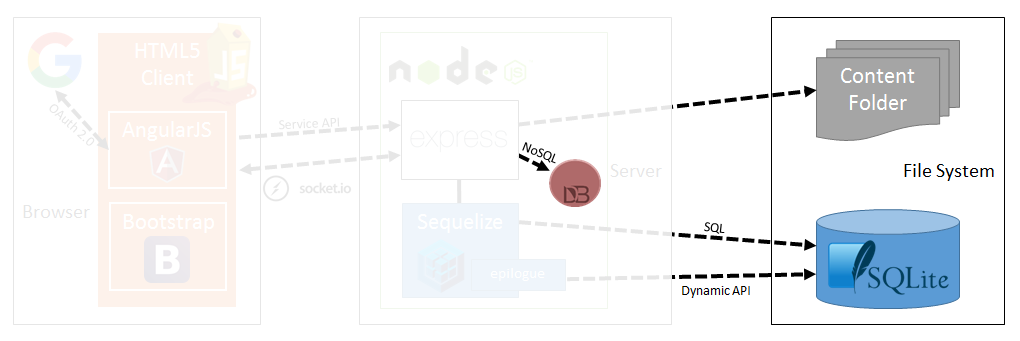 HTML5
Client
JS
OAuth 2.0
AngularJS
A
Service API
socket.io
Browser
Bootstrap
B
node
JS
express
NoSQL
DB
Server
Sequelize
epilogue
SQL
Dynamic API
Content
Folder
File System
SQLite